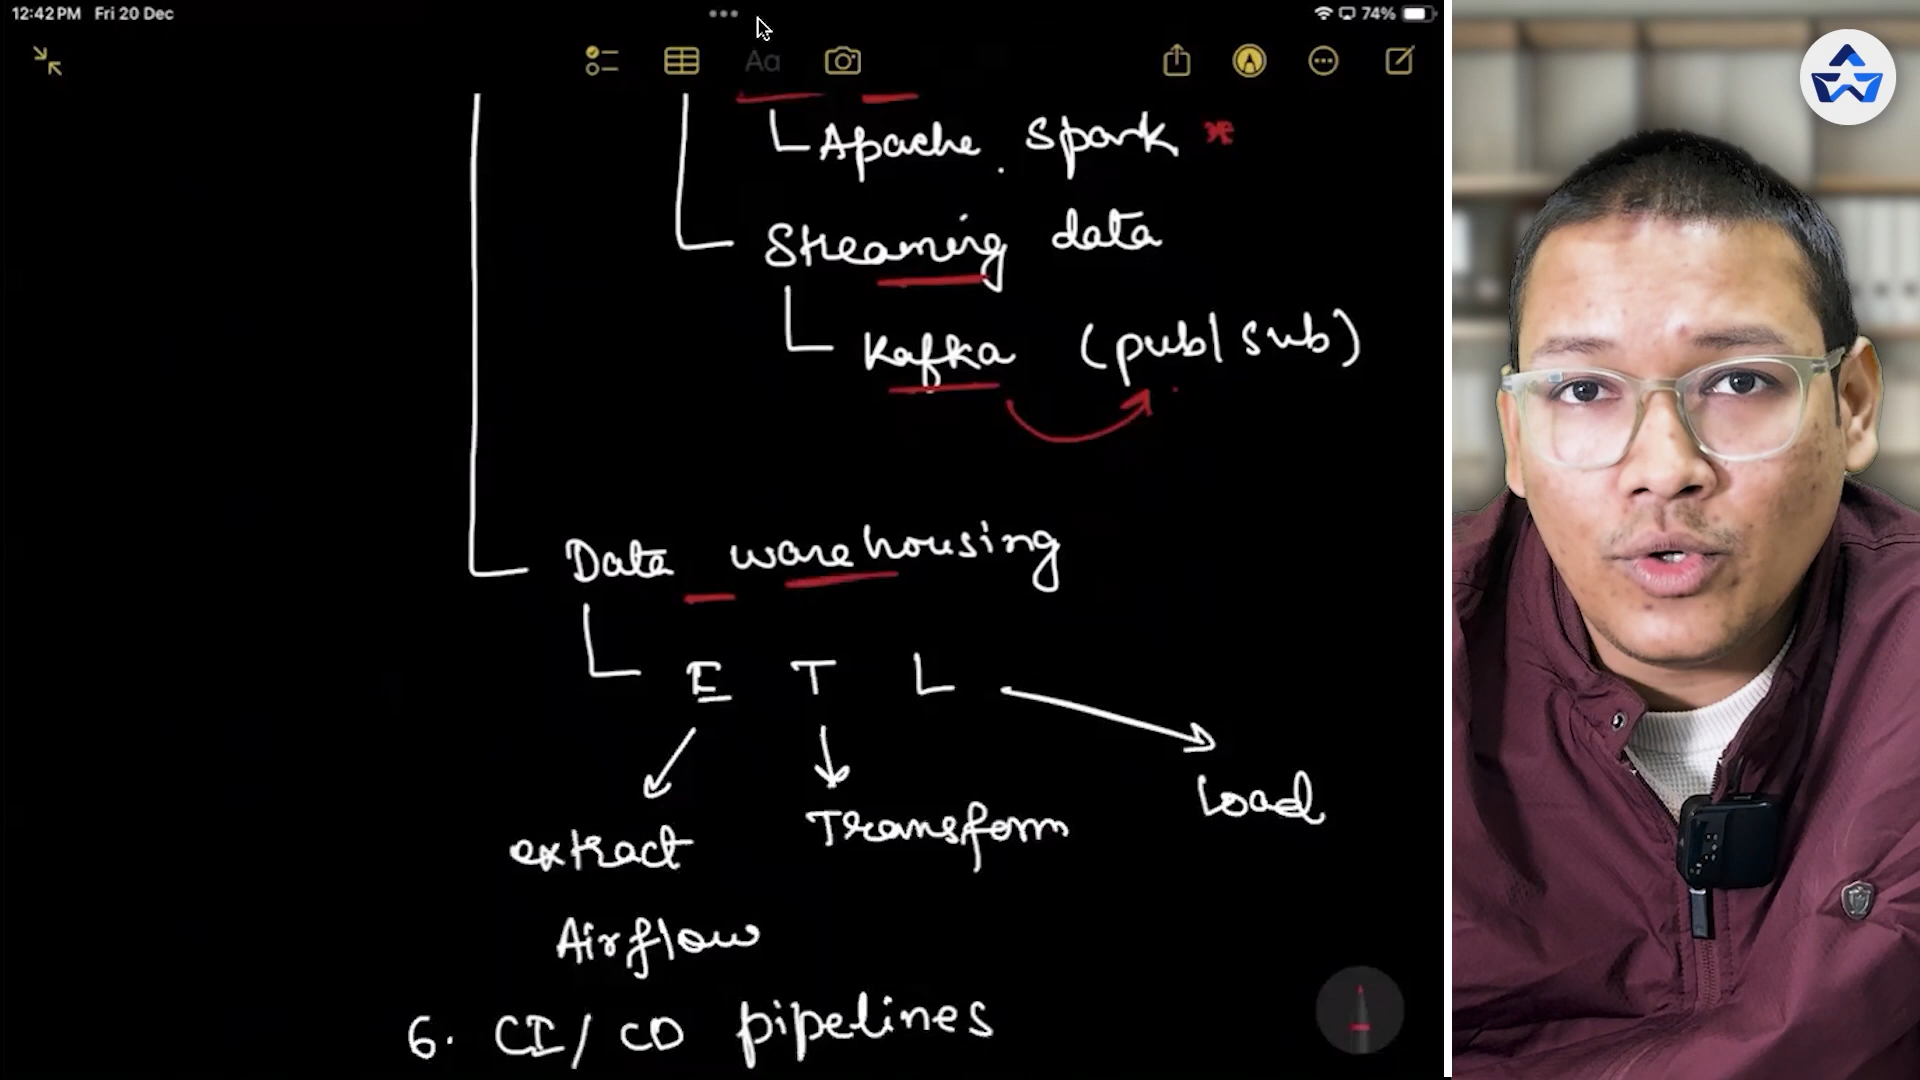 12:42 PM Fri 20 Dec
74%
Aa
Apache Spark *
Streaming data
Kafka (pub/sub)
Data warehousing
E T L
Load
Transform
extract
Airflow
6. CI/CD pipelines